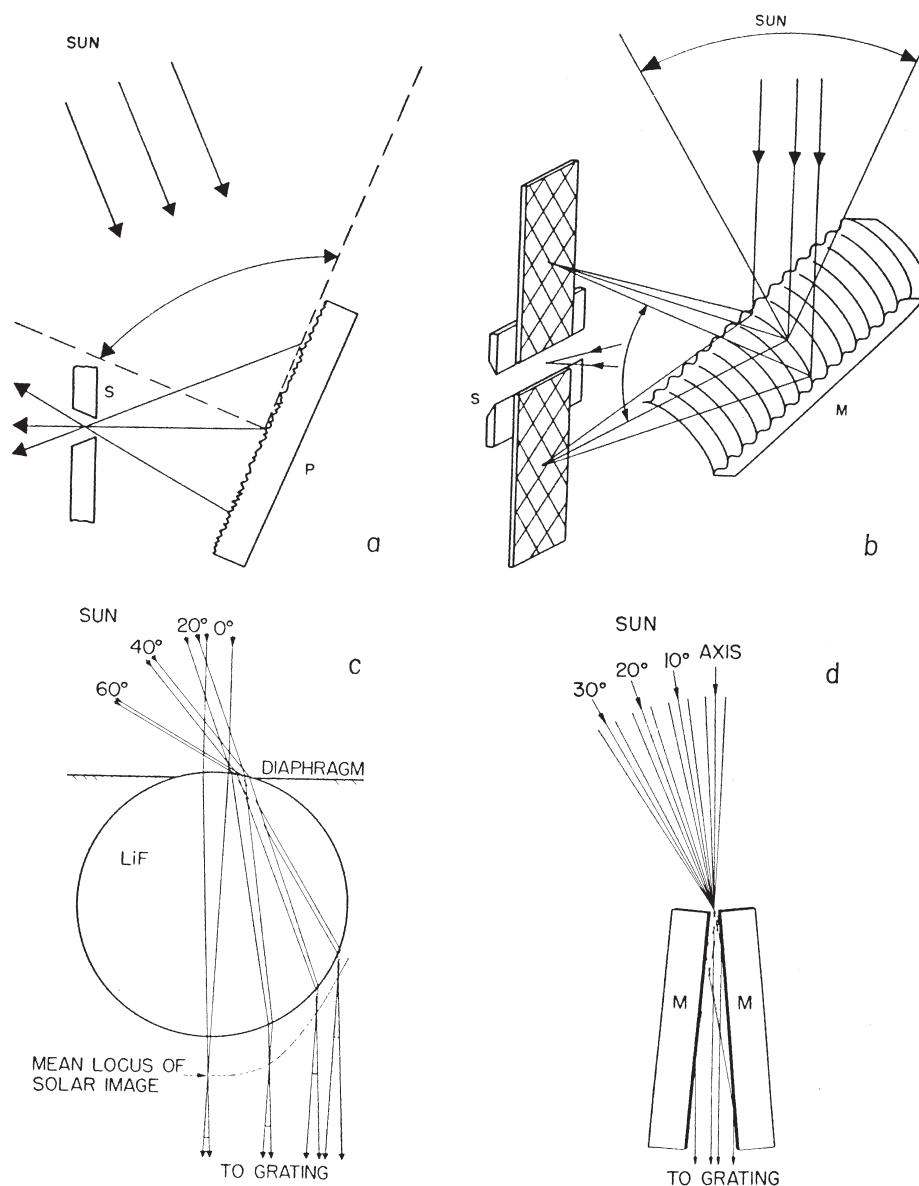 SUN
S
P
a
SUN
S
M
b
SUN
60°
40°
20°
0°
c
DIAPHRAGM
LiF
MEAN LOCUS OF
SOLAR IMAGE
TO GRATING
SUN
30°
20°
10°
AXIS
d
M
M
TO GRATING